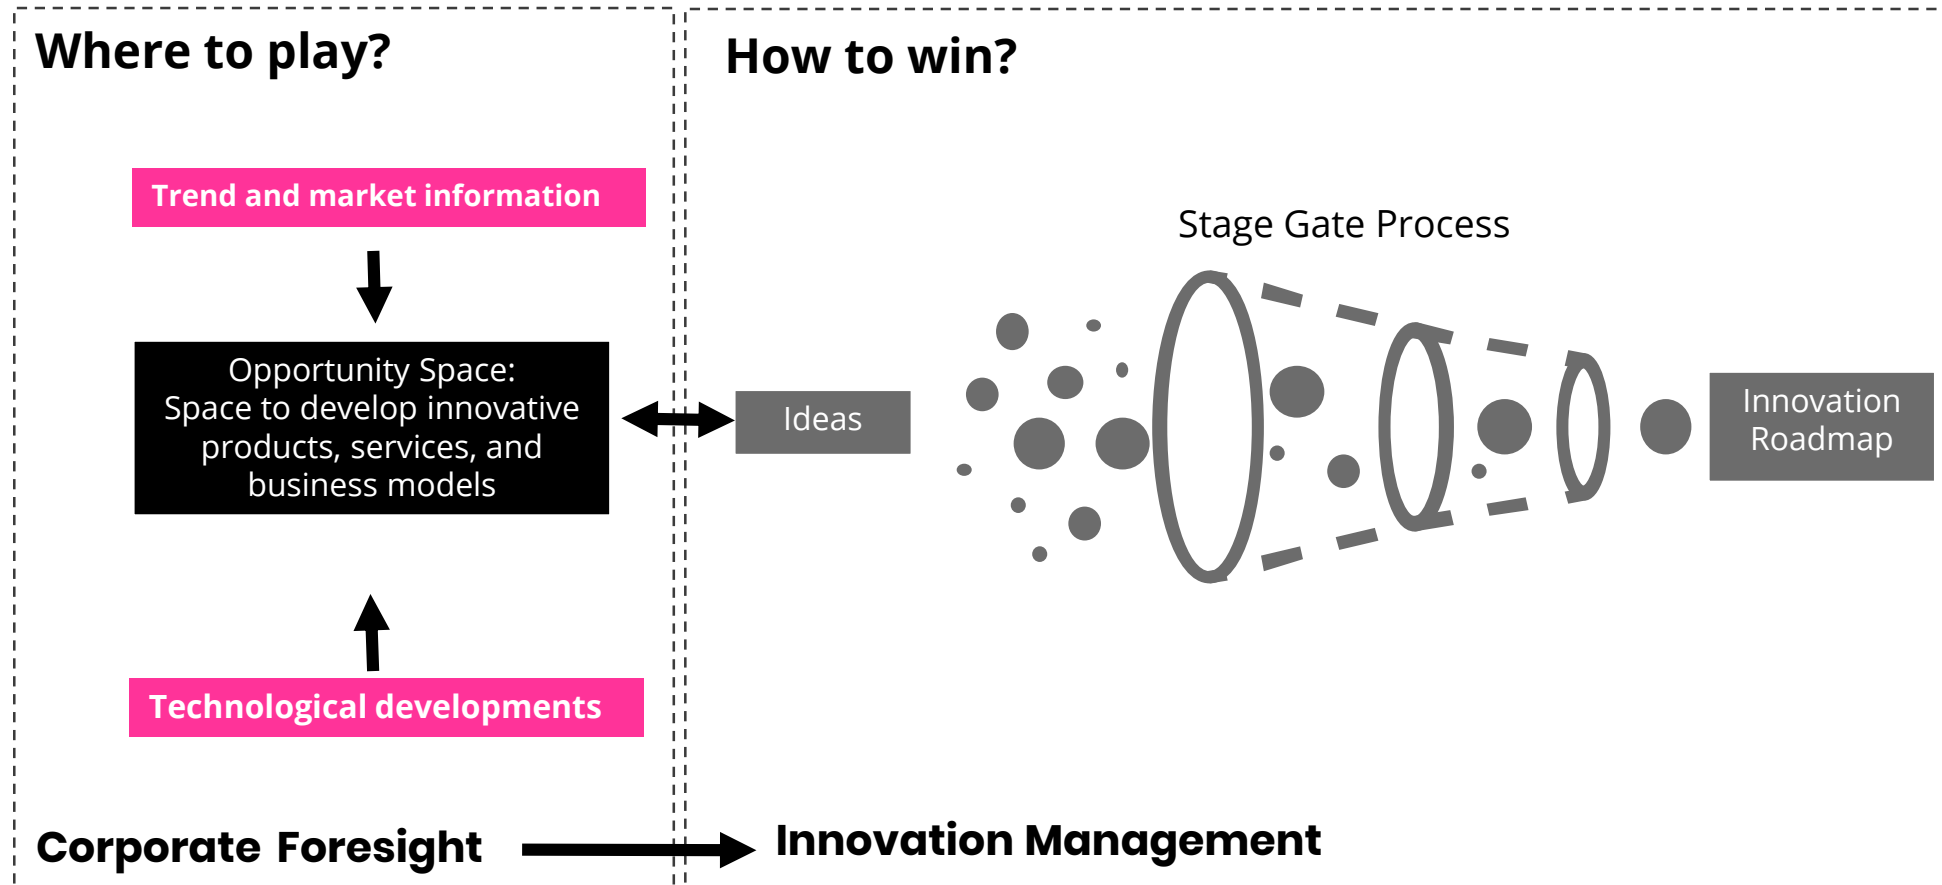 Where to play?
Trend and market information
Opportunity Space:
Space to develop innovative
products, services, and
business models
Technological developments
Corporate Foresight
How to win?
Stage Gate Process
Ideas
Innovation
Roadmap
Innovation Management